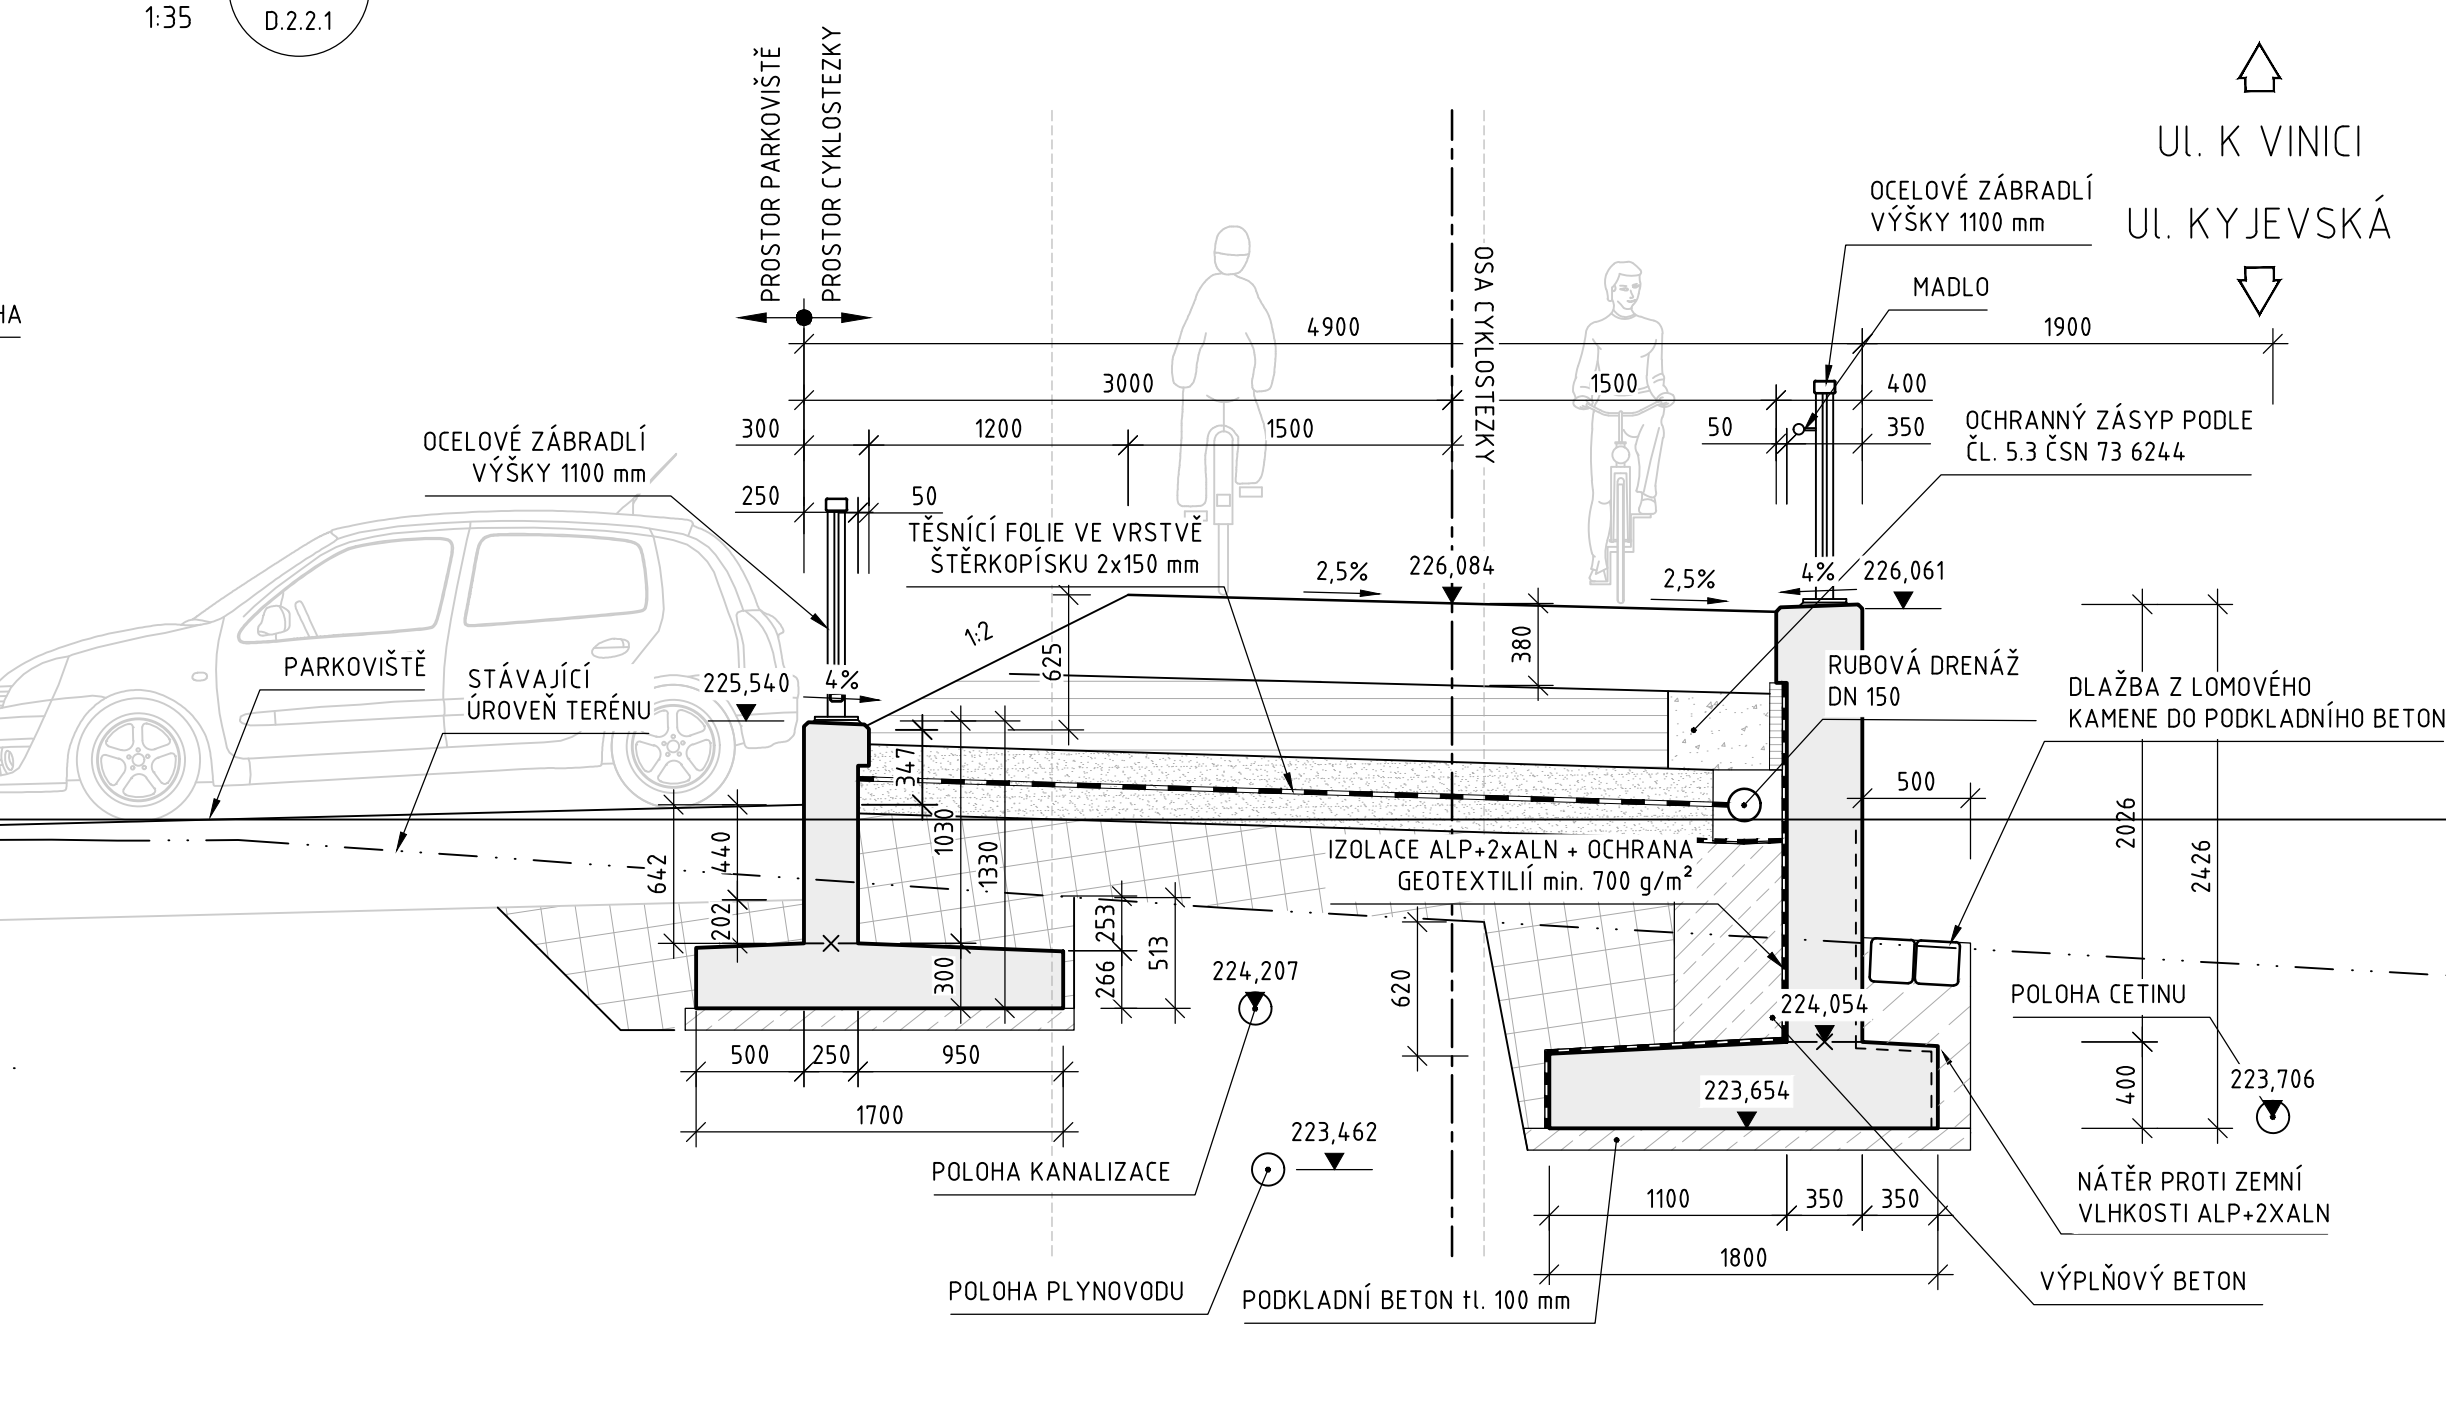 1:35
D.2.2.1
PROSTOR PARKOVIŠTĚ
PROSTOR CYKLOSTEZKY
Ul. K VINICI
Ul. KYJEVSKÁ
OCELOVÉ ZÁBRADLÍ
VÝŠKY 1100 mm
MADLO
HA
OSA CYKLOSTEZKY
4900
1900
3000
1500
400
300
1200
1500
50
350
OCHRANNÝ ZÁSYP PODLE
ČL. 5.3 ČSN 73 6244
OCELOVÉ ZÁBRADLÍ
VÝŠKY 1100 mm
250
50
TĚSNÍCÍ FOLIE VE VRSTVĚ
ŠTĚRKOPÍSKU 2x150 mm
2,5%
226,084
2,5%
4%
226,061
1:2
625
380
PARKOVIŠTĚ
STÁVAJÍCÍ
ÚROVEŇ TERÉNU
225,540
4%
RUBOVÁ DRENÁŽ
DN 150
DLAŽBA Z LOMOVÉHO
KAMENE DO PODKLADNÍHO BETON
347
500
1030
1330
440
642
202
2026
2426
IZOLACE ALP+2xALN + OCHRANA
GEOTEXTILIÍ min. 700 g/m²
253
513
266
300
224,207
620
224,054
POLOHA CETINU
223,654
400
223,706
500
250
950
1700
223,462
POLOHA KANALIZACE
1100
350
350
NÁTĚR PROTI ZEMNÍ
VLHKOSTI ALP+2XALN
1800
POLOHA PLYNOVODU
PODKLADNÍ BETON tl. 100 mm
VÝPLŇOVÝ BETON